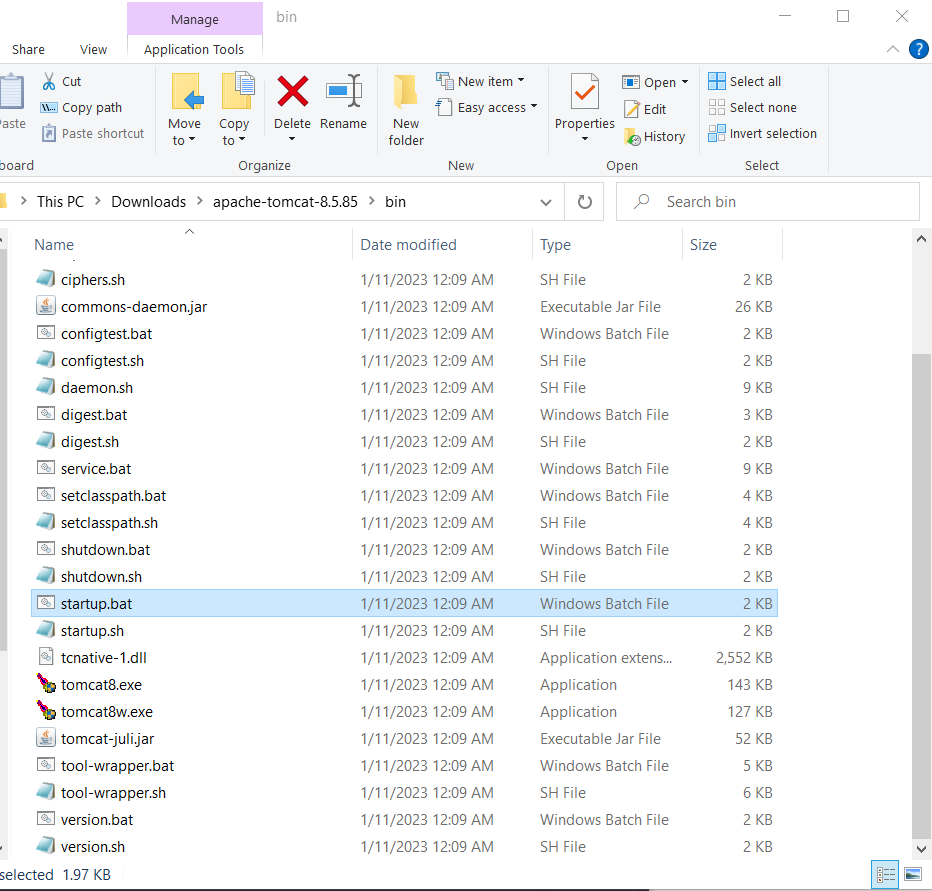 Manage bin
Share View Application Tools
Cut
Copy path
Paste shortcut
Move to
Copy to
Delete
Rename
New folder
New item
Easy access
Properties
Open
Edit
History
Select all
Select none
Invert selection
Organize New Open Select
This PC > Downloads > apache-tomcat-8.5.85 > bin Search bin
Name Date modified Type Size
ciphers.sh 1/11/2023 12:09 AM SH File 2 KB
commons-daemon.jar 1/11/2023 12:09 AM Executable Jar File 26 KB
configtest.bat 1/11/2023 12:09 AM Windows Batch File 2 KB
configtest.sh 1/11/2023 12:09 AM SH File 2 KB
daemon.sh 1/11/2023 12:09 AM SH File 9 KB
digest.bat 1/11/2023 12:09 AM Windows Batch File 3 KB
digest.sh 1/11/2023 12:09 AM SH File 2 KB
service.bat 1/11/2023 12:09 AM Windows Batch File 9 KB
setclasspath.bat 1/11/2023 12:09 AM Windows Batch File 4 KB
setclasspath.sh 1/11/2023 12:09 AM SH File 4 KB
shutdown.bat 1/11/2023 12:09 AM Windows Batch File 2 KB
shutdown.sh 1/11/2023 12:09 AM SH File 2 KB
startup.bat 1/11/2023 12:09 AM Windows Batch File 2 KB
startup.sh 1/11/2023 12:09 AM SH File 2 KB
tcnative-1.dll 1/11/2023 12:09 AM Application extens... 2,552 KB
tomcat8.exe 1/11/2023 12:09 AM Application 143 KB
tomcat8w.exe 1/11/2023 12:09 AM Application 127 KB
tomcat-juli.jar 1/11/2023 12:09 AM Executable Jar File 52 KB
tool-wrapper.bat 1/11/2023 12:09 AM Windows Batch File 5 KB
tool-wrapper.sh 1/11/2023 12:09 AM SH File 6 KB
version.bat 1/11/2023 12:09 AM Windows Batch File 2 KB
version.sh 1/11/2023 12:09 AM SH File 2 KB
selected 1.97 KB